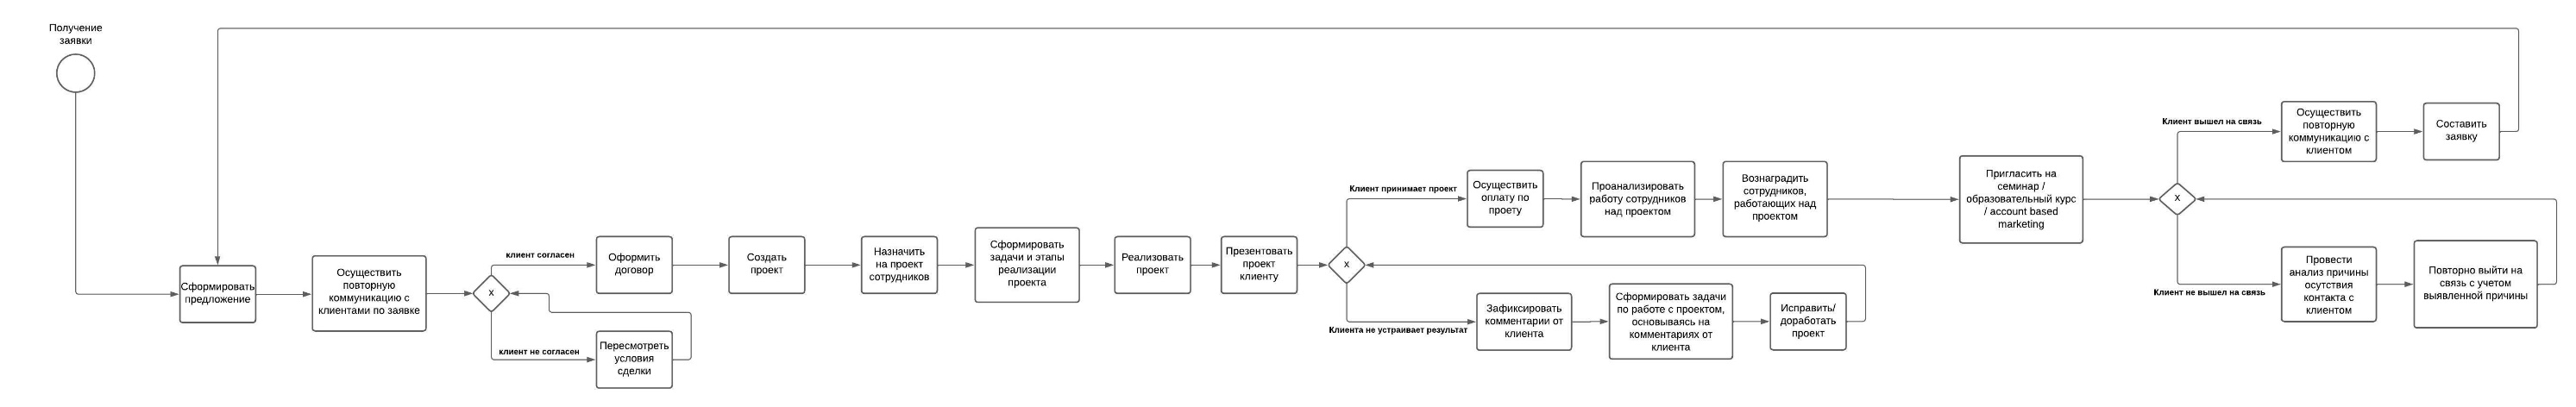 Получение
заявки
Сформировать
предложение
Осуществить
повторную
коммуникацию с
клиентами по заявке
x
клиент согласен
Оформить
договор
клиент не согласен
Пересмотреть
условия
сделки
Создать
проект
Назначить
на проект
сотрудников
Сформировать
задачи и этапы
реализации
проекта
Реализовать
проект
Презентовать
проект
клиенту
x
Клиент принимает проект
Осуществить
оплату по
проету
Проанализировать
работу сотрудников
над проектом
Вознаградить
сотрудников,
работающих над
проектом
Клиента не устраивает результат
Зафиксировать
комментарии от
клиента
Сформировать задачи
по работе с проектом,
основываясь на
комментариях от
клиента
Исправить/
доработать
проект
Пригласить на
семинар /
образовательный курс
/ account based
marketing
x
Клиент вышел на связь
Осуществить
повторную
коммуникацию с
клиентом
Составить
заявку
Клиент не вышел на связь
Провести
анализ причины
осутствия
контакта с
клиентом
Повторно выйти на
связь с учетом
выявленной причины